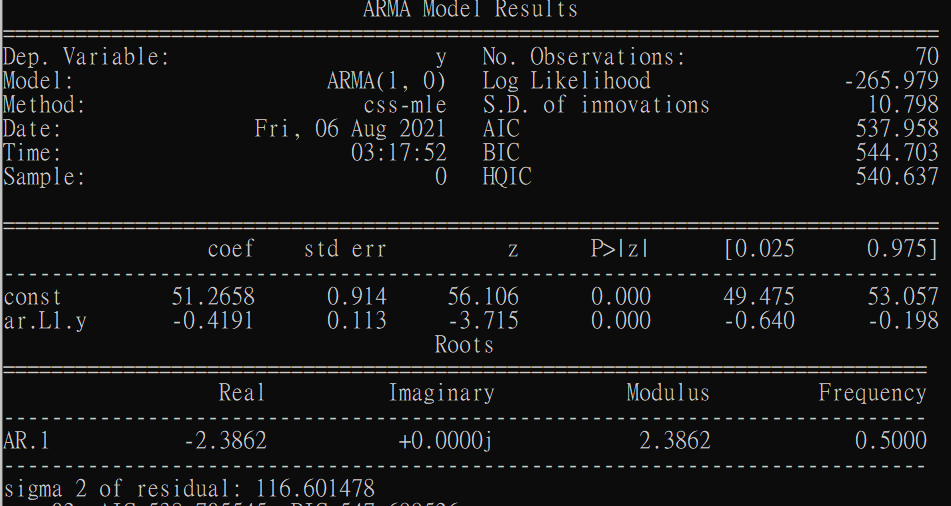 ARMA Model Results
==============================================================================
Dep. Variable: y No. Observations: 70
Model: ARMA(1, 0) Log Likelihood -265.979
Method: css-mle S.D. of innovations 10.798
Date: Fri, 06 Aug 2021 AIC 537.958
Time: 03:17:52 BIC 544.703
Sample: 0 HQIC 540.637
==============================================================================
coef std err z P>|z| [0.025 0.975]
------------------------------------------------------------------------------
const 51.2658 0.914 56.106 0.000 49.475 53.057
ar.L1.y -0.4191 0.113 -3.715 0.000 -0.640 -0.198
Roots
=============================================================================
Real Imaginary Modulus Frequency
-----------------------------------------------------------------------------
AR.1 -2.3862 +0.0000j 2.3862 0.5000
-----------------------------------------------------------------------------
sigma 2 of residual: 116.601478